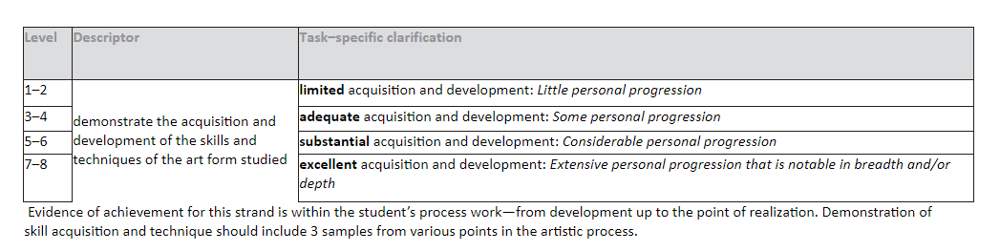 Level Descriptor Task–specific clarification
1–2 limited acquisition and development: Little personal progression
3–4 adequate acquisition and development: Some personal progression
demonstrate the acquisition and
development of the skills and
techniques of the art form studied
5–6 substantial acquisition and development: Considerable personal progression
7–8 excellent acquisition and development: Extensive personal progression that is notable in breadth and/or
depth
Evidence of achievement for this strand is within the student’s process work—from development up to the point of realization. Demonstration of
skill acquisition and technique should include 3 samples from various points in the artistic process.